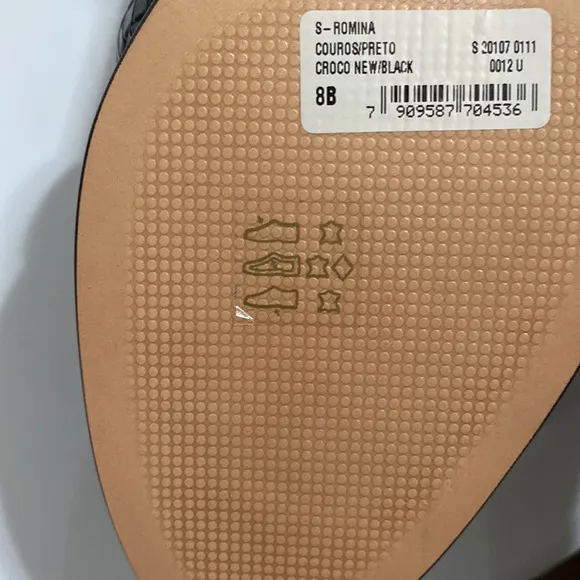 S-ROMINA
COUROS/PRETO S 20107 0111
CROCO NEW/BLACK 0012 U
8B
7 909587 704536